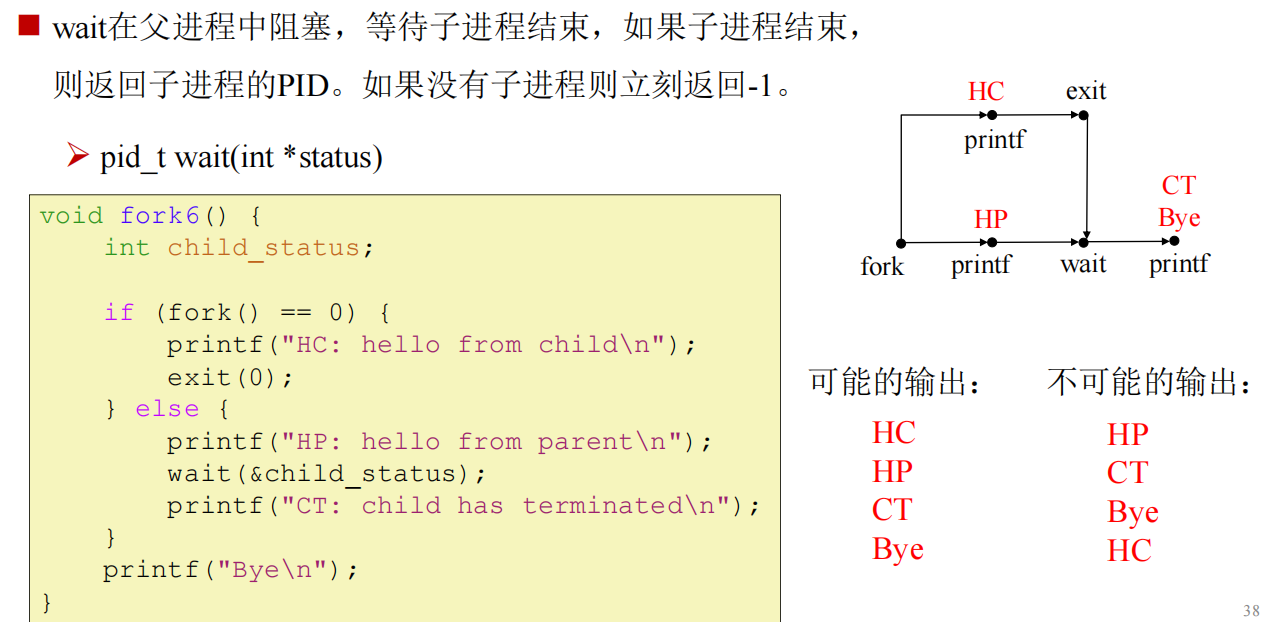 wait在父进程中阻塞，等待子进程结束，如果子进程结束，
则返回子进程的PID。如果没有子进程则立刻返回-1。
pid_t wait(int *status)
void fork6() {
    int child_status;

    if (fork() == 0) {
        printf("HC: hello from child\n");
        exit(0);
    } else {
        printf("HP: hello from parent\n");
        wait(&child_status);
        printf("CT: child has terminated\n");
    }
    printf("Bye\n");
}
HC
exit
printf
CT
HP
Bye
fork
printf
wait
printf
可能的输出：
HC
HP
CT
Bye
不可能的输出：
HP
CT
Bye
HC
38